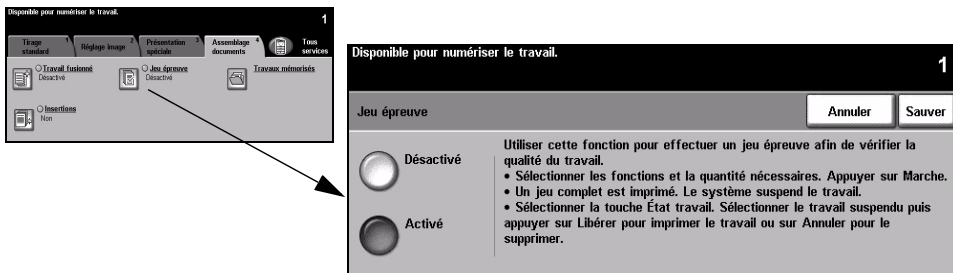 Disponible pour numériser le travail.
1
Tirage standard 1
Réglage image 2
Présentation spéciale 3
Assemblage documents 4
Tous services
Travail fusionné
Désactivé
Jeu épreuve
Désactivé
Travaux mémorisés
Insertions
Non
Disponible pour numériser le travail.
1
Jeu épreuve
Annuler
Sauver
Désactivé
Activé
Utiliser cette fonction pour effectuer un jeu épreuve afin de vérifier la
qualité du travail.
• Sélectionner les fonctions et la quantité nécessaires. Appuyer sur Marche.
• Un jeu complet est imprimé. Le système suspend le travail.
• Sélectionner la touche État travail. Sélectionner le travail suspendu puis
appuyer sur Libérer pour imprimer le travail ou sur Annuler pour le
supprimer.